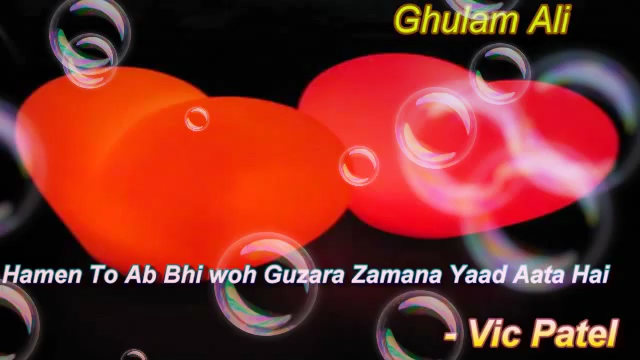 Ghulam Ali
Hamen To Ab Bhi woh Guzara Zamana Yaad Aata Hai
- Vic Patel